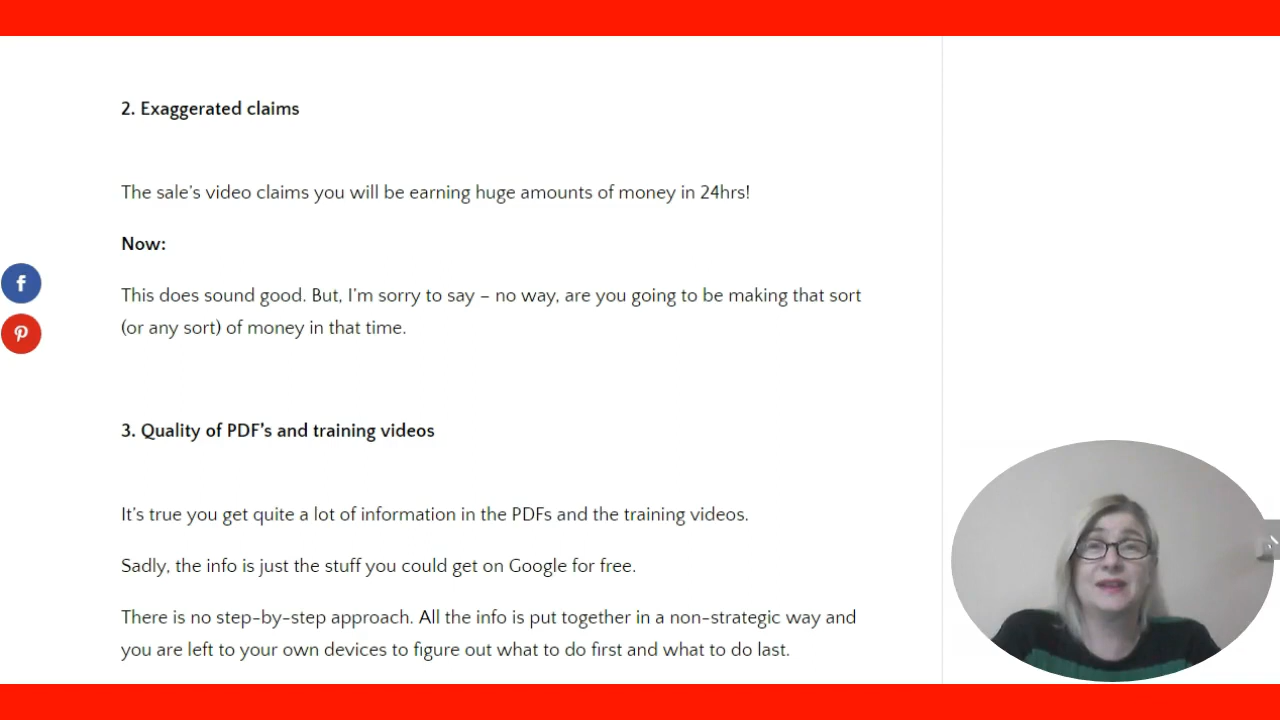 2. Exaggerated claims
The sale's video claims you will be earning huge amounts of money in 24hrs!
Now:
This does sound good. But, I'm sorry to say – no way, are you going to be making that sort
(or any sort) of money in that time.
3. Quality of PDF's and training videos
It's true you get quite a lot of information in the PDFs and the training videos.
Sadly, the info is just the stuff you could get on Google for free.
There is no step-by-step approach. All the info is put together in a non-strategic way and
you are left to your own devices to figure out what to do first and what to do last.